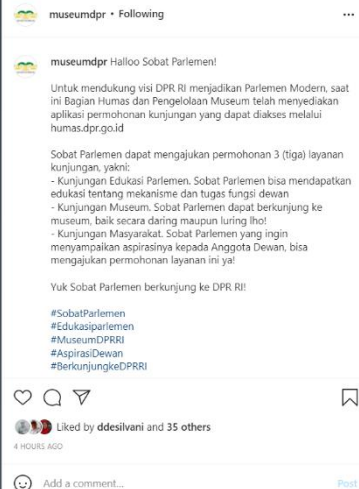 museumdpr • Following
museumdpr Halloo Sobat Parlemen!
Untuk mendukung visi DPR RI menjadikan Parlemen Modern, saat
ini Bagian Humas dan Pengelolaan Museum telah menyediakan
aplikasi permohonan kunjungan yang dapat diakses melalui
humas.dpr.go.id
Sobat Parlemen dapat mengajukan permohonan 3 (tiga) layanan
kunjungan, yakni:
- Kunjungan Edukasi Parlemen. Sobat Parlemen bisa mendapatkan
edukasi tentang mekanisme dan tugas fungsi dewan
- Kunjungan Museum. Sobat Parlemen dapat berkunjung ke
museum, baik secara daring maupun luring lho!
- Kunjungan Masyarakat. Sobat Parlemen yang ingin
menyampaikan aspirasinya kepada Anggota Dewan, bisa
mengajukan permohonan layanan ini ya!
Yuk Sobat Parlemen berkunjung ke DPR RI!
#SobatParlemen
#Edukasiparlemen
#MuseumDPRRI
#AspirasiDewan
#BerkunjungkeDPRRI
Liked by ddesilvani and 35 others
4 HOURS AGO
Add a comment...
Post